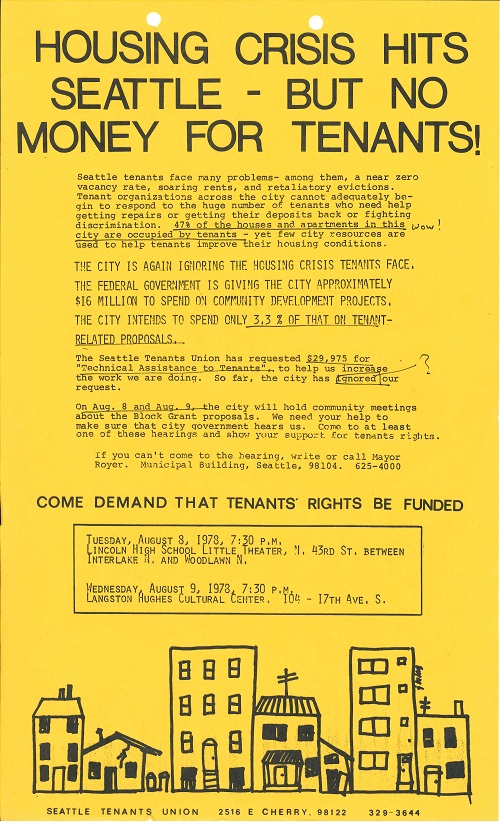 HOUSING CRISIS HITS
SEATTLE - BUT NO
MONEY FOR TENANTS!
Seattle tenants face many problems- among them, a near zero
vacancy rate, soaring rents, and retaliatory evictions.
Tenant organizations across the city cannot adequately be-
gin to respond to the huge number of tenants who need help
getting repairs or getting their deposits back or fighting
discrimination. 47% of the houses and apartments in this wow!
city are occupied by tenants - yet few city resources are
used to help tenants improve their housing conditions.
THE CITY IS AGAIN IGNORING THE HOUSING CRISIS TENANTS FACE.
THE FEDERAL GOVERNMENT IS GIVING THE CITY APPROXIMATELY
$16 MILLION TO SPEND ON COMMUNITY DEVELOPMENT PROJECTS.
THE CITY INTENDS TO SPEND ONLY 3.3 % OF THAT ON TENANT-
RELATED PROPOSALS.
The Seattle Tenants Union has requested $29,975 for
"Technical Assistance to Tenants", to help us increase ?
the work we are doing. So far, the city has ignored our
request.
On Aug. 8 and Aug. 9, the city will hold community meetings
about the Block Grant proposals. We need your help to
make sure that city government hears us. Come to at least
one of these hearings and show your support for tenants rights.
If you can't come to the hearing, write or call Mayor
Royer. Municipal Building, Seattle, 98104. 625-4000
COME DEMAND THAT TENANTS' RIGHTS BE FUNDED
TUESDAY, AUGUST 8, 1978, 7:30 P.M.
LINCOLN HIGH SCHOOL LITTLE THEATER, N. 43RD ST. BETWEEN
INTERLAKE N. AND WOODLAWN N.
WEDNESDAY, AUGUST 9, 1978, 7:30 P.M.
LANGSTON HUGHES CULTURAL CENTER. 104 - 17TH AVE. S.
SEATTLE TENANTS UNION 2516 E CHERRY, 98122 329-3644